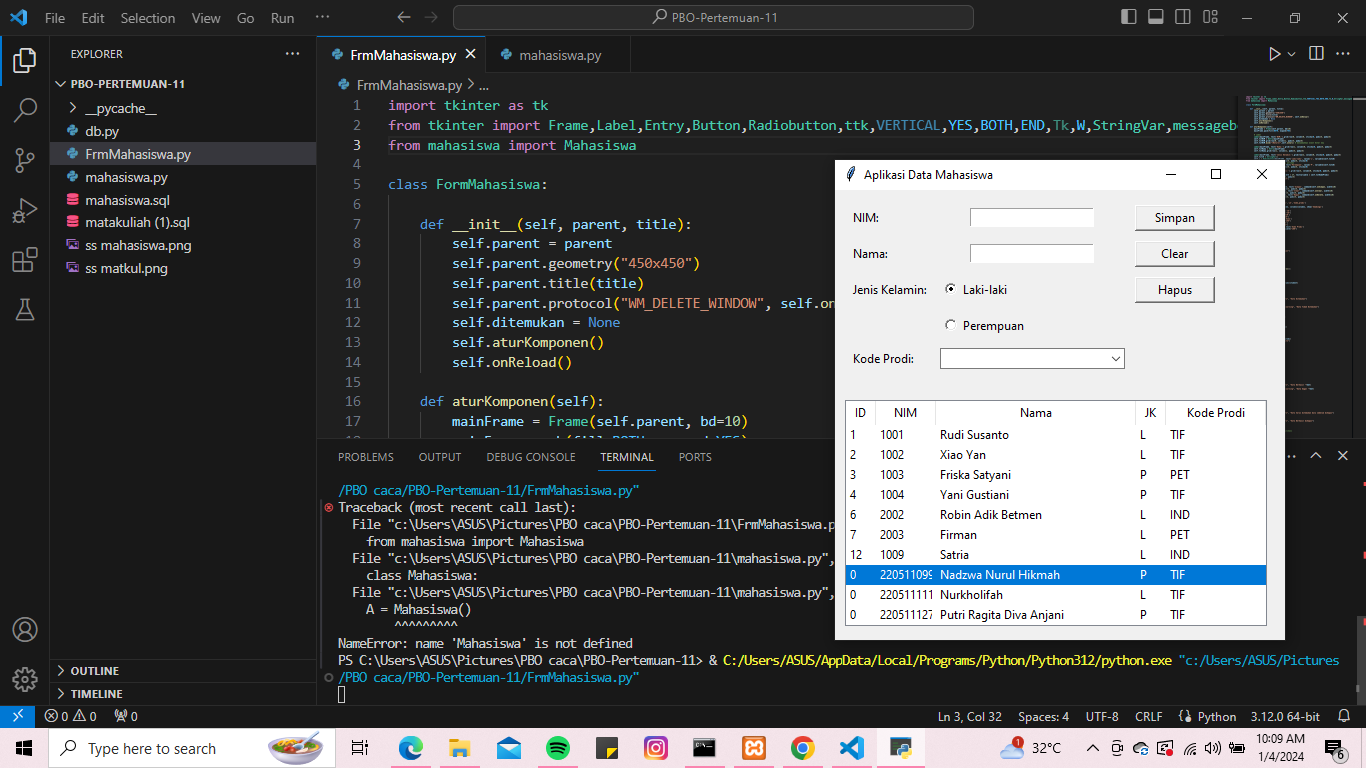 File Edit Selection View Go Run ··· PBO-Pertemuan-11
EXPLORER ···
PBO-PERTEMUAN-11
__pycache__
db.py
FrmMahasiswa.py
mahasiswa.py
mahasiswa.sql
matakuliah (1).sql
ss mahasiswa.png
ss matkul.png
OUTLINE
TIMELINE
FrmMahasiswa.py mahasiswa.py
FrmMahasiswa.py > ...
1 import tkinter as tk
2 from tkinter import Frame,Label,Entry,Button,Radiobutton,ttk,VERTICAL,YES,BOTH,END,Tk,W,StringVar,messageb
3 from mahasiswa import Mahasiswa
4
5 class FormMahasiswa:
6
7 def __init__(self, parent, title):
8 self.parent = parent
9 self.parent.geometry("450x450")
10 self.parent.title(title)
11 self.parent.protocol("WM_DELETE_WINDOW", self.on
12 self.ditemukan = None
13 self.aturKomponen()
14 self.onReload()
15
16 def aturKomponen(self):
17 mainFrame = Frame(self.parent, bd=10)
PROBLEMS OUTPUT DEBUG CONSOLE TERMINAL PORTS
/PBO caca/PBO-Pertemuan-11/FrmMahasiswa.py"
Traceback (most recent call last):
File "c:\Users\ASUS\Pictures\PBO caca\PBO-Pertemuan-11\FrmMahasiswa.p
from mahasiswa import Mahasiswa
File "c:\Users\ASUS\Pictures\PBO caca\PBO-Pertemuan-11\mahasiswa.py",
class Mahasiswa:
File "c:\Users\ASUS\Pictures\PBO caca\PBO-Pertemuan-11\mahasiswa.py",
A = Mahasiswa()
^^^^^^^^^
NameError: name 'Mahasiswa' is not defined
PS C:\Users\ASUS\Pictures\PBO caca\PBO-Pertemuan-11> & C:/Users/ASUS/AppData/Local/Programs/Python/Python312/python.exe "c:/Users/ASUS/Pictures
/PBO caca/PBO-Pertemuan-11/FrmMahasiswa.py"
Aplikasi Data Mahasiswa
NIM: Simpan
Nama: Clear
Jenis Kelamin: Laki-laki Hapus
Perempuan
Kode Prodi:
ID NIM Nama JK Kode Prodi
1 1001 Rudi Susanto L TIF
2 1002 Xiao Yan L TIF
3 1003 Friska Satyani P PET
4 1004 Yani Gustiani P TIF
6 2002 Robin Adik Betmen L IND
7 2003 Firman L PET
12 1009 Satria L IND
0 220511099 Nadzwa Nurul Hikmah P TIF
0 220511111 Nurkholifah L TIF
0 220511127 Putri Ragita Diva Anjani P TIF
0 0 0 Ln 3, Col 32 Spaces: 4 UTF-8 CRLF Python 3.12.0 64-bit
Type here to search 1 32°C 10:09 AM
1/4/2024 6